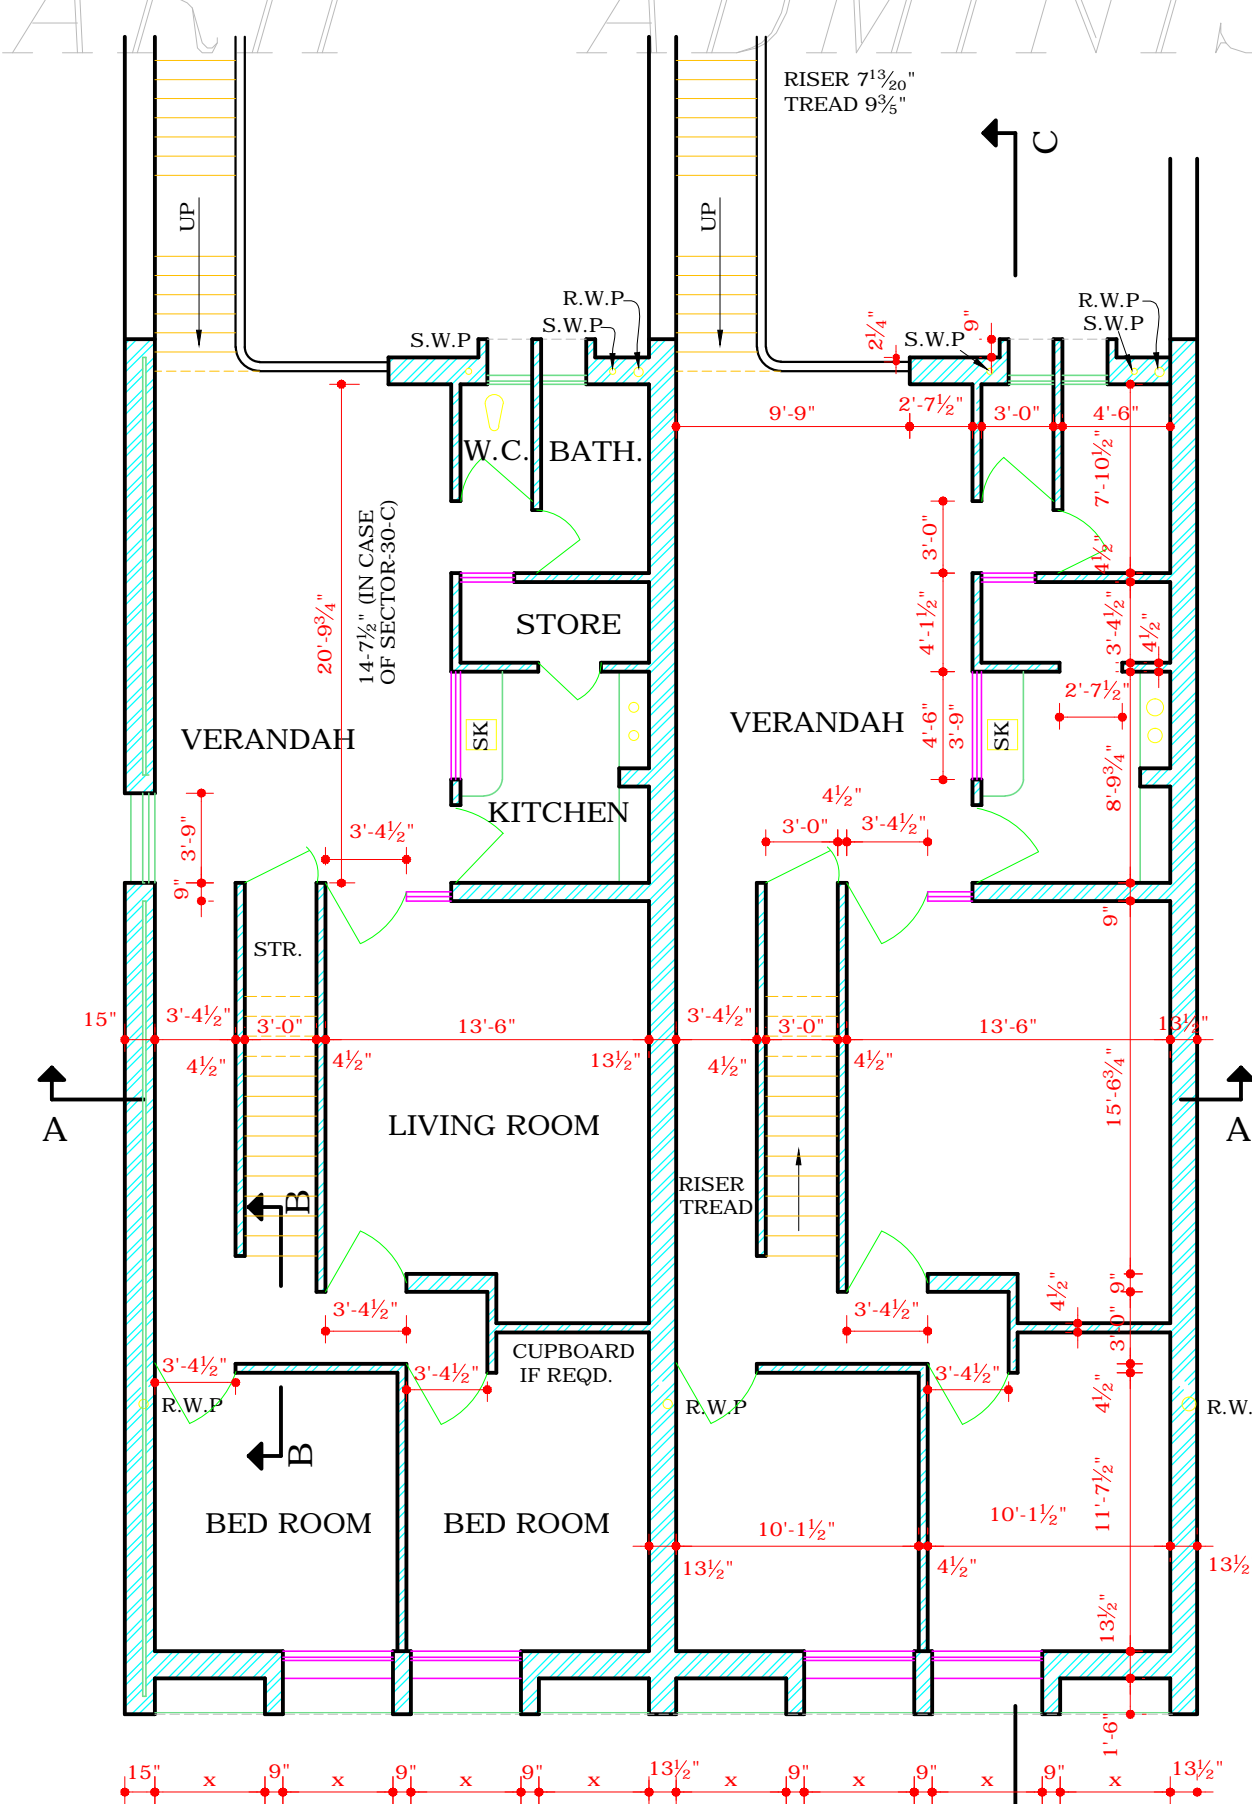 ART ADMINIS
RISER 7 13/20"
TREAD 9 3/5"
C
UP
UP
R.W.P
S.W.P
S.W.P
R.W.P
S.W.P
S.W.P
2¼"
9"
9'-9"
2'-7½"
3'-0"
4'-6"
W.C.
BATH.
7'-10½"
14-7½" (IN CASE
OF SECTOR-30-C)
3'-0"
4½"
20'-9¾"
STORE
4'-1½"
3'-4½"
4½"
2'-7½"
VERANDAH
SK
VERANDAH
4'-6"
3'-9"
SK
8'-9¾"
KITCHEN
4½"
3'-9"
3'-4½"
3'-0"
3'-4½"
9"
9"
STR.
15"
3'-4½"
3'-0"
13'-6"
3'-4½"
3'-0"
13'-6"
13½"
4½"
4½"
13½"
4½"
4½"
15'-6¾"
A
LIVING ROOM
A
RISER
TREAD
B
3'-4½"
3'-4½"
4½"
9"
3'-0"
CUPBOARD
IF REQD.
3'-4½"
3'-4½"
3'-4½"
4½"
R.W.P
R.W.P
R.W.
B
BED ROOM
BED ROOM
10'-1½"
10'-1½"
11'-7½"
13½"
4½"
13½
13½"
1'-6"
15"
x
9"
x
9"
x
9"
x
13½"
x
9"
x
9"
x
9"
x
13½"